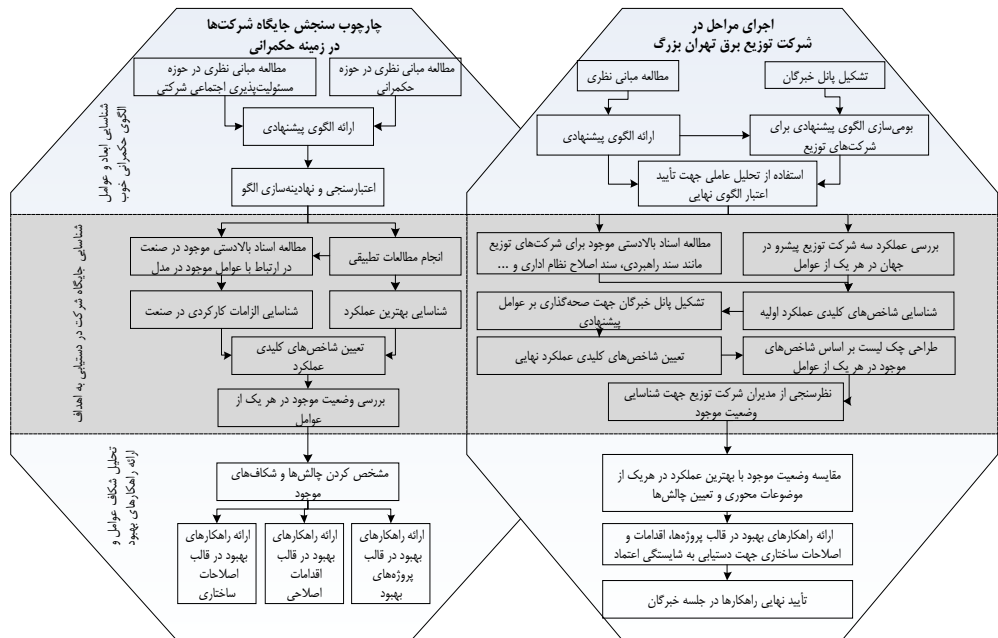 اجرای مراحل در
شرکت توزیع برق تهران بزرگ
تشکیل پانل خبرگان
مطالعه مبانی نظری
بومی‌سازی الگوی پیشنهادی برای
شرکت‌های توزیع
ارائه الگوی پیشنهادی
استفاده از تحلیل عاملی جهت تأیید
اعتبار الگوی نهایی
بررسی عملکرد سه شرکت توزیع پیشرو در
جهان در هر یک از عوامل
مطالعه اسناد بالادستی موجود برای شرکت‌های توزیع
مانند سند راهبردی، سند اصلاح نظام اداری و ...
شناسایی شاخص‌های کلیدی عملکرد اولیه
تشکیل پانل خبرگان جهت صحه‌گذاری بر عوامل
پیشنهادی
طراحی چک لیست بر اساس شاخص‌های
موجود در هر یک از عوامل
تعیین شاخص‌های کلیدی عملکرد نهایی
نظرسنجی از مدیران شرکت توزیع جهت شناسایی
وضعیت موجود
مقایسه وضعیت موجود با بهترین عملکرد در هریک از
موضوعات محوری و تعیین چالش‌ها
ارائه راهکارهای بهبود در قالب پروژه‌ها، اقدامات و
اصلاحات ساختاری جهت دستیابی به شایستگی اعتماد
تأیید نهایی راهکارها در جلسه خبرگان
چارچوب سنجش جایگاه شرکت‌ها
در زمینه حکمرانی
مطالعه مبانی نظری در حوزه
حکمرانی
مطالعه مبانی نظری در حوزه
مسئولیت‌پذیری اجتماعی شرکتی
ارائه الگوی پیشنهادی
اعتبارسنجی و نهادینه‌سازی الگو
انجام مطالعات تطبیقی
مطالعه اسناد بالادستی موجود در صنعت
در ارتباط با عوامل موجود در مدل
شناسایی بهترین عملکرد
شناسایی الزامات کارکردی در صنعت
تعیین شاخص‌های کلیدی
عملکرد
بررسی وضعیت موجود در هر یک از
عوامل
مشخص کردن چالش‌ها و شکاف‌های
موجود
ارائه راهکارهای
بهبود در قالب
پروژه‌های
بهبود
ارائه راهکارهای
بهبود در قالب
اقدامات
اصلاحی
ارائه راهکارهای
بهبود در قالب
اصلاحات
ساختاری
شناسایی ابعاد و عوامل
الگوی حکمرانی خوب
شناسایی جایگاه شرکت در دستیابی به اهداف
تحلیل شکاف عوامل و
ارائه راهکارهای بهبود